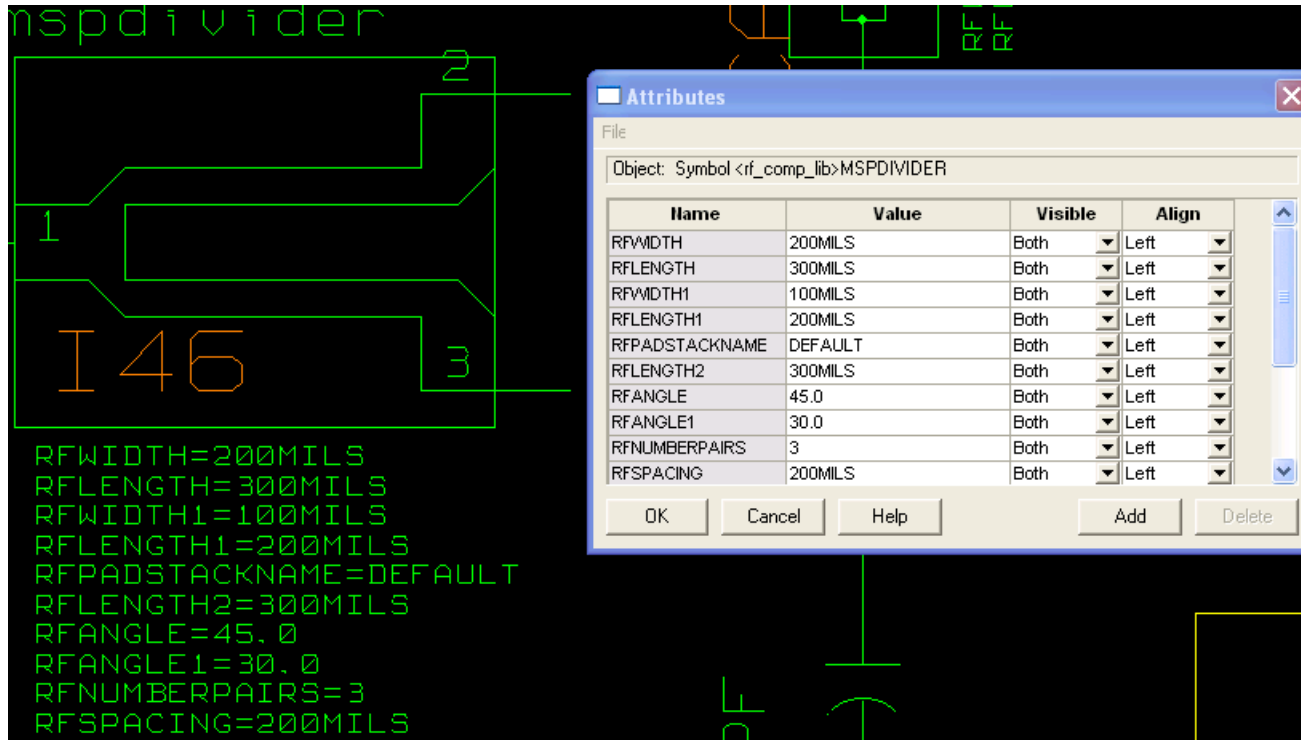 mspdivider
2
1
3
I46
RFWIDTH=200MILS
RFLENGTH=300MILS
RFWIDTH1=100MILS
RFLENGTH1=200MILS
RFPADSTACKNAME=DEFAULT
RFLENGTH2=300MILS
RFANGLE=45.0
RFANGLE1=30.0
RFNUMBERPAIRS=3
RFSPACING=200MILS
Attributes
File
Object: Symbol <rf_comp_lib>MSPDIVIDER
Name Value Visible Align
RFWIDTH 200MILS Both Left
RFLENGTH 300MILS Both Left
RFWIDTH1 100MILS Both Left
RFLENGTH1 200MILS Both Left
RFPADSTACKNAME DEFAULT Both Left
RFLENGTH2 300MILS Both Left
RFANGLE 45.0 Both Left
RFANGLE1 30.0 Both Left
RFNUMBERPAIRS 3 Both Left
RFSPACING 200MILS Both Left
OK Cancel Help Add Delete